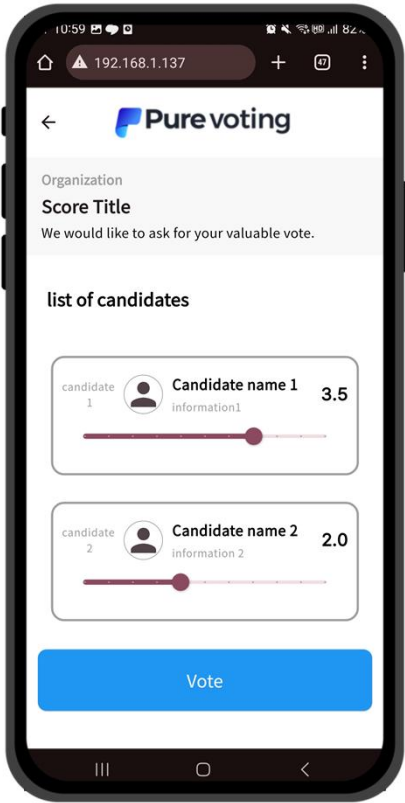 10:59
82%
192.168.1.137
47
Pure voting
Organization
Score Title
We would like to ask for your valuable vote.
list of candidates
candidate
1
Candidate name 1
information1
3.5
candidate
2
Candidate name 2
information 2
2.0
Vote